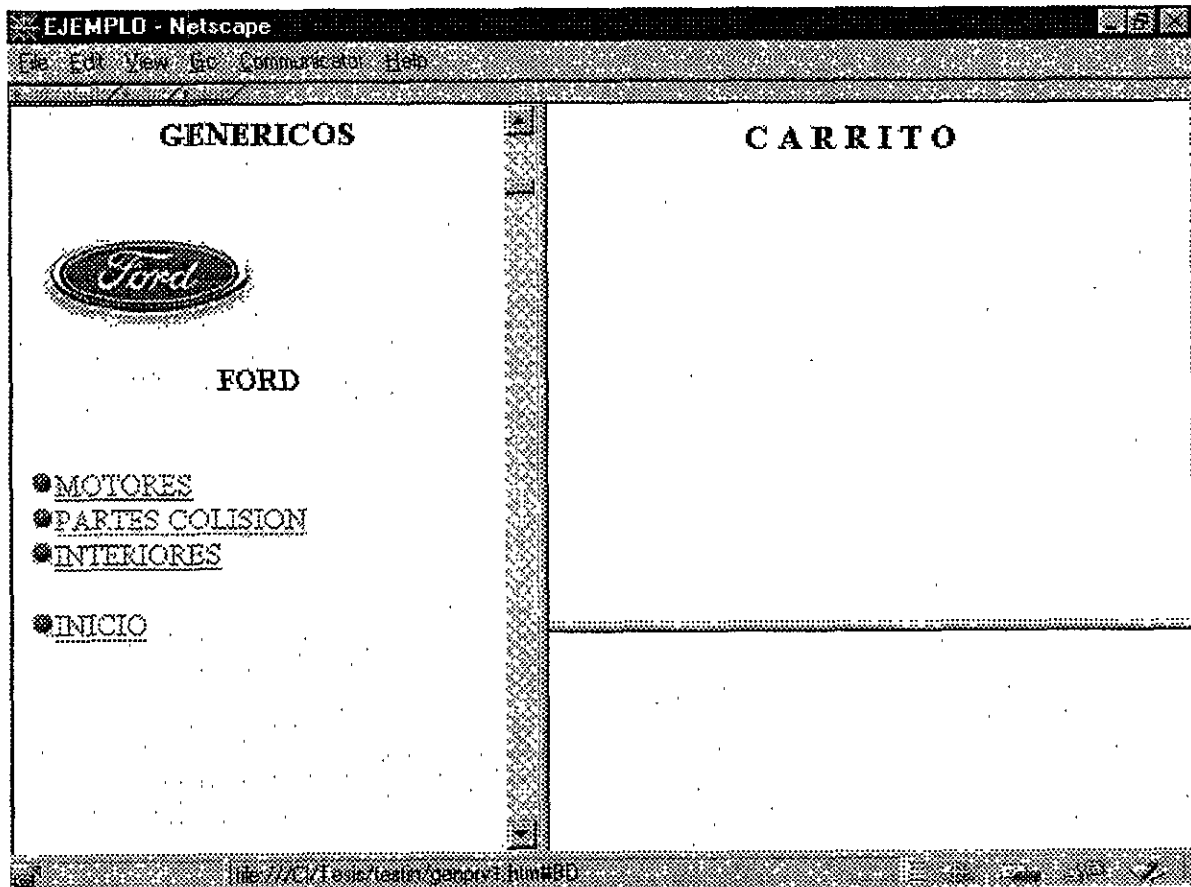 EJEMPLO - Netscape
File Edit View Go Communicator Help
GENERICOS
Ford
FORD
MOTORES
PARTES COLISION
INTERIORES
INICIO
CARRITO